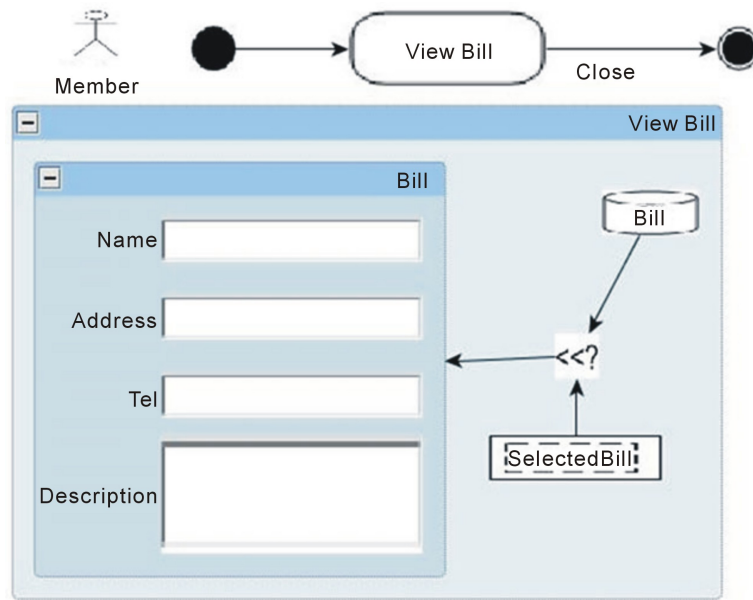 View Bill
Close
Member
View Bill
Bill
Bill
Name
Address
<<?
Tel
SelectedBill
Description